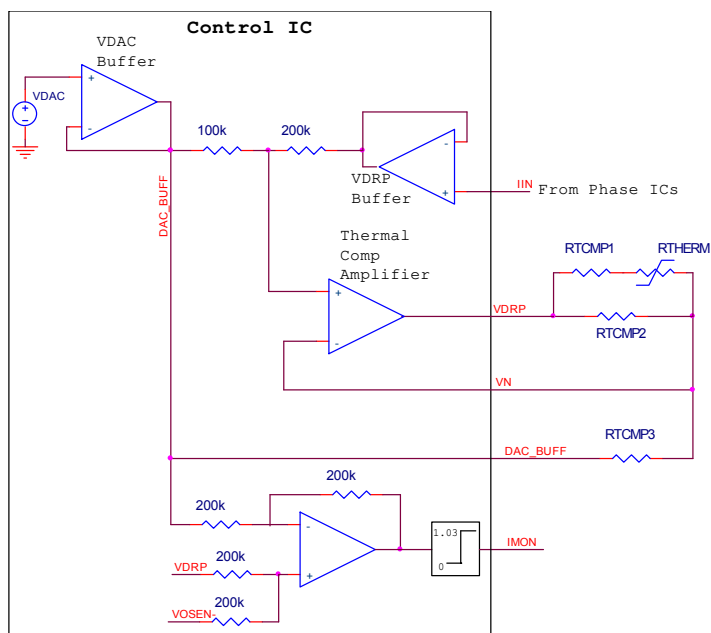 Control IC
VDAC
Buffer
+
-
VDAC
+
-
100k
200k
-
+
VDRP
Buffer
IIN
From Phase ICs
DAC_BUFF
Thermal
Comp
Amplifier
+
-
RTCMP1
RTHERM
VDRP
RTCMP2
VN
RTCMP3
DAC_BUFF
200k
200k
-
+
1.03
0
IMON
VDRP
200k
VOSEN-
200k